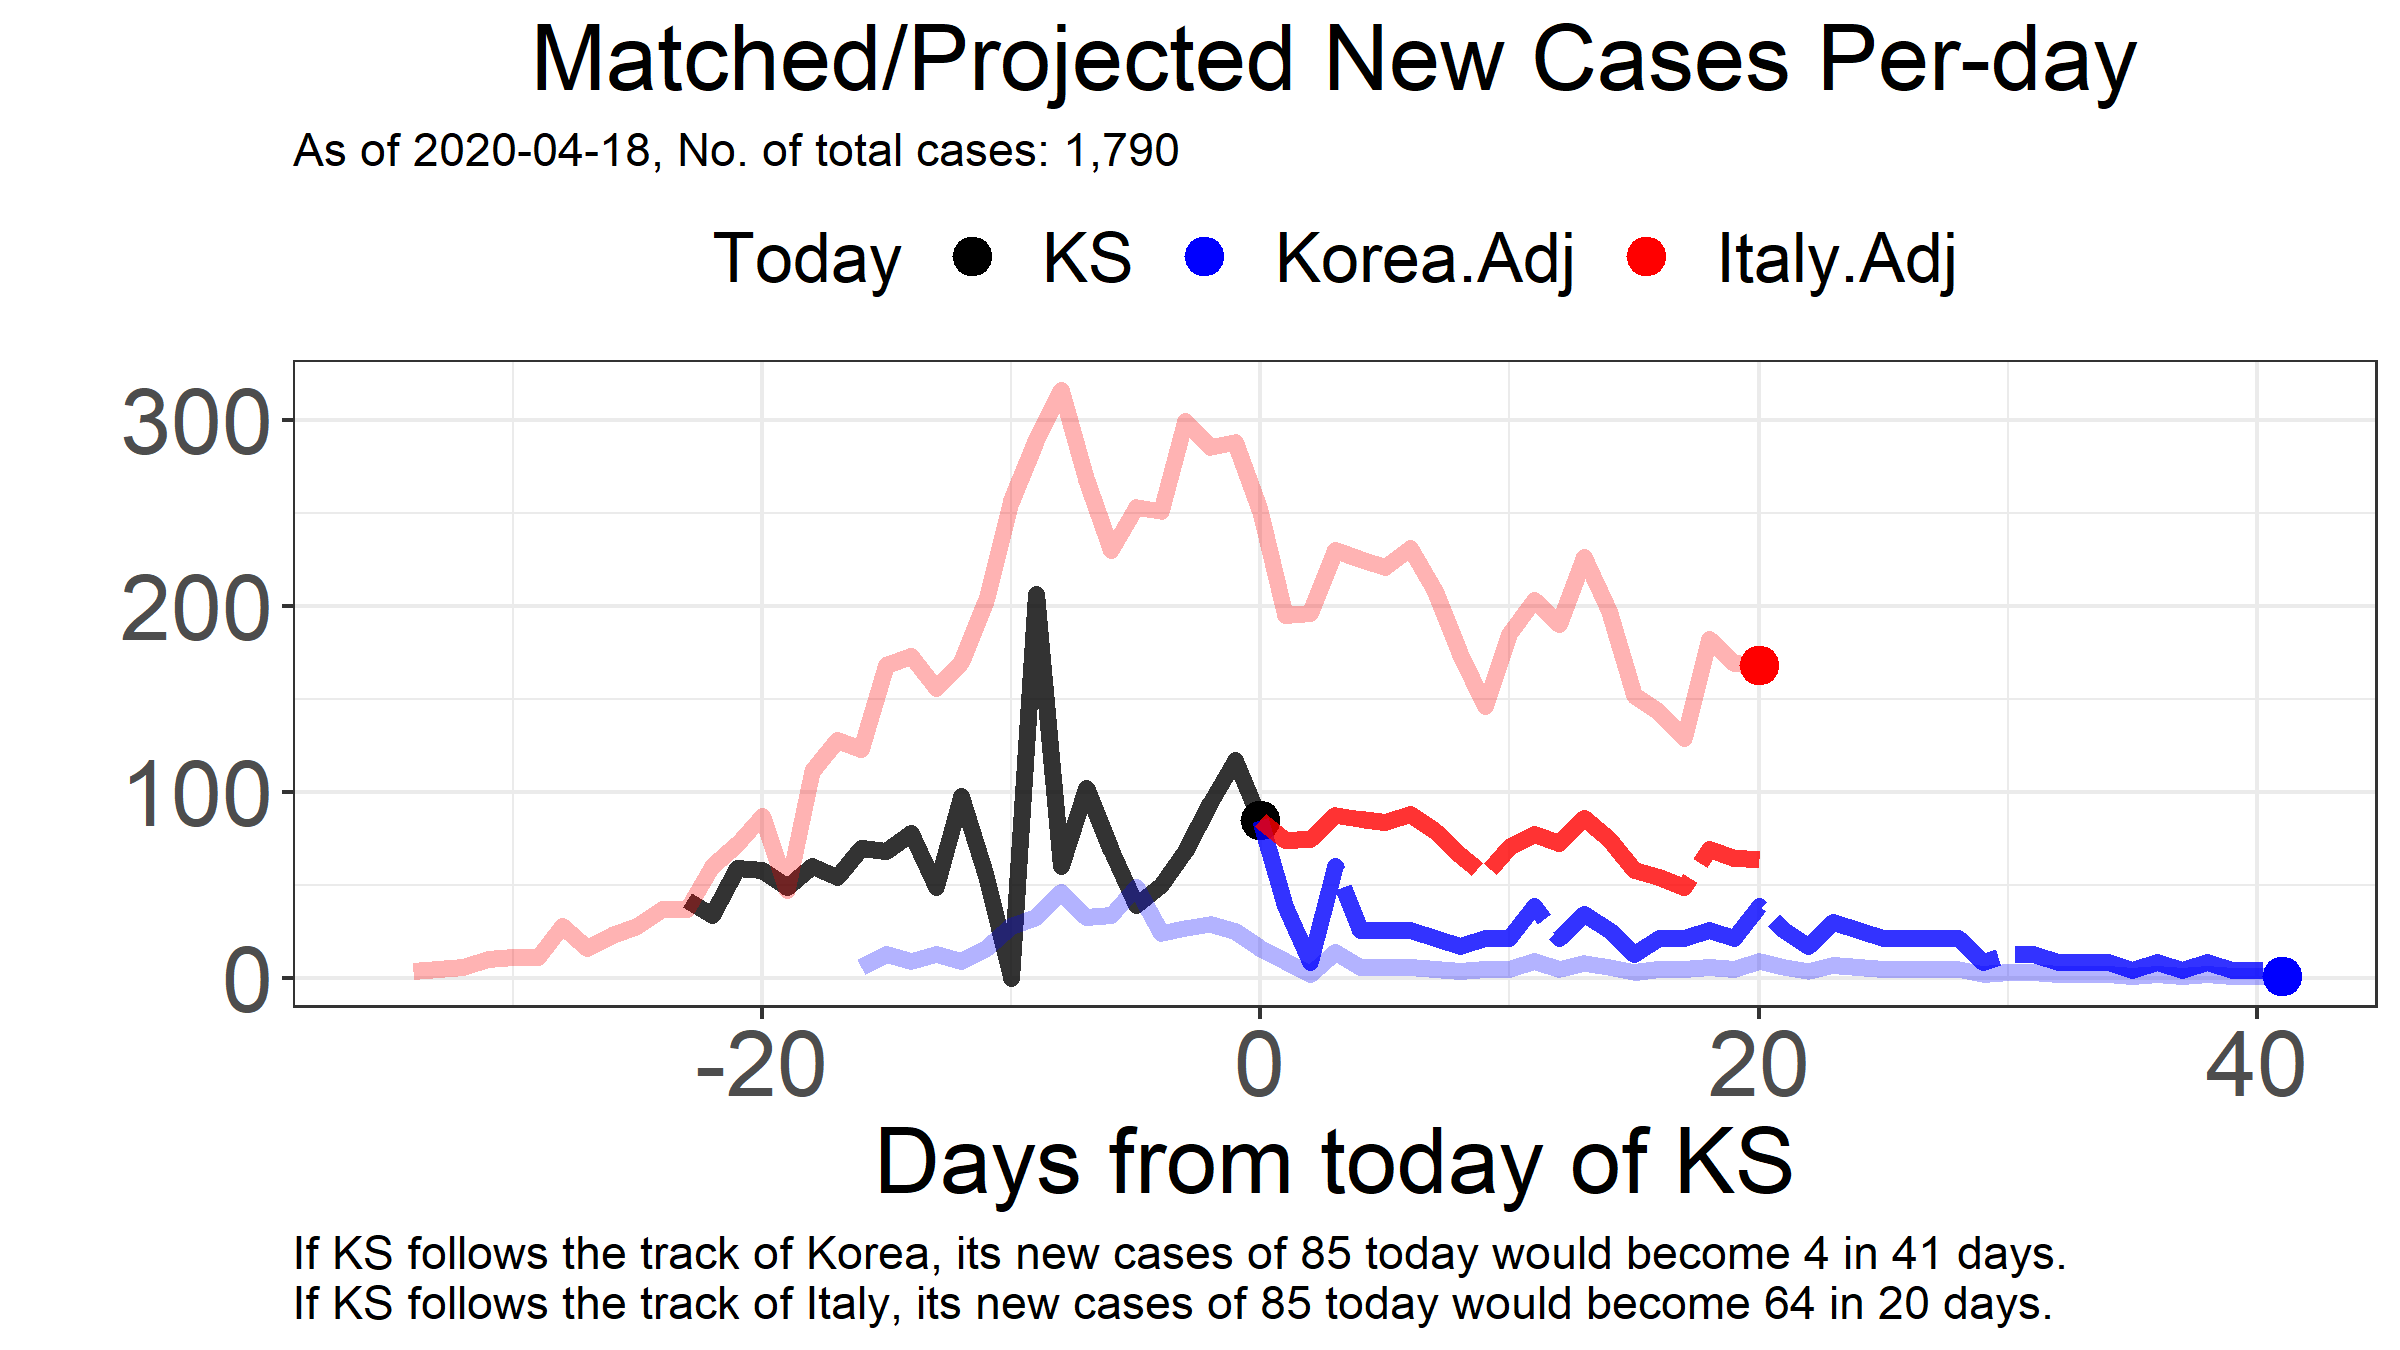 Matched/Projected New Cases Per-day
As of 2020-04-18, No. of total cases: 1,790
Today KS Korea.Adj Italy.Adj
300
200
100
0
-20 0 20 40
Days from today of KS
If KS follows the track of Korea, its new cases of 85 today would become 4 in 41 days.
If KS follows the track of Italy, its new cases of 85 today would become 64 in 20 days.